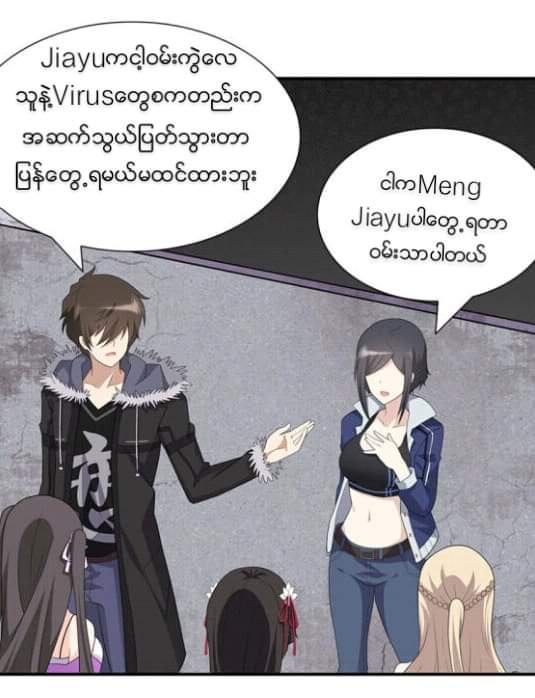 Jiayuကငါ့ဝမ်းကွဲလေ
သူနဲ့Virusတွေစကတည်းက
အဆက်သွယ်ပြတ်သွားတာ
ပြန်တွေ့ရမယ်မထင်ထားဘူး
ငါကMeng
Jiayuပါတွေ့ရတာ
ဝမ်းသာပါတယ်